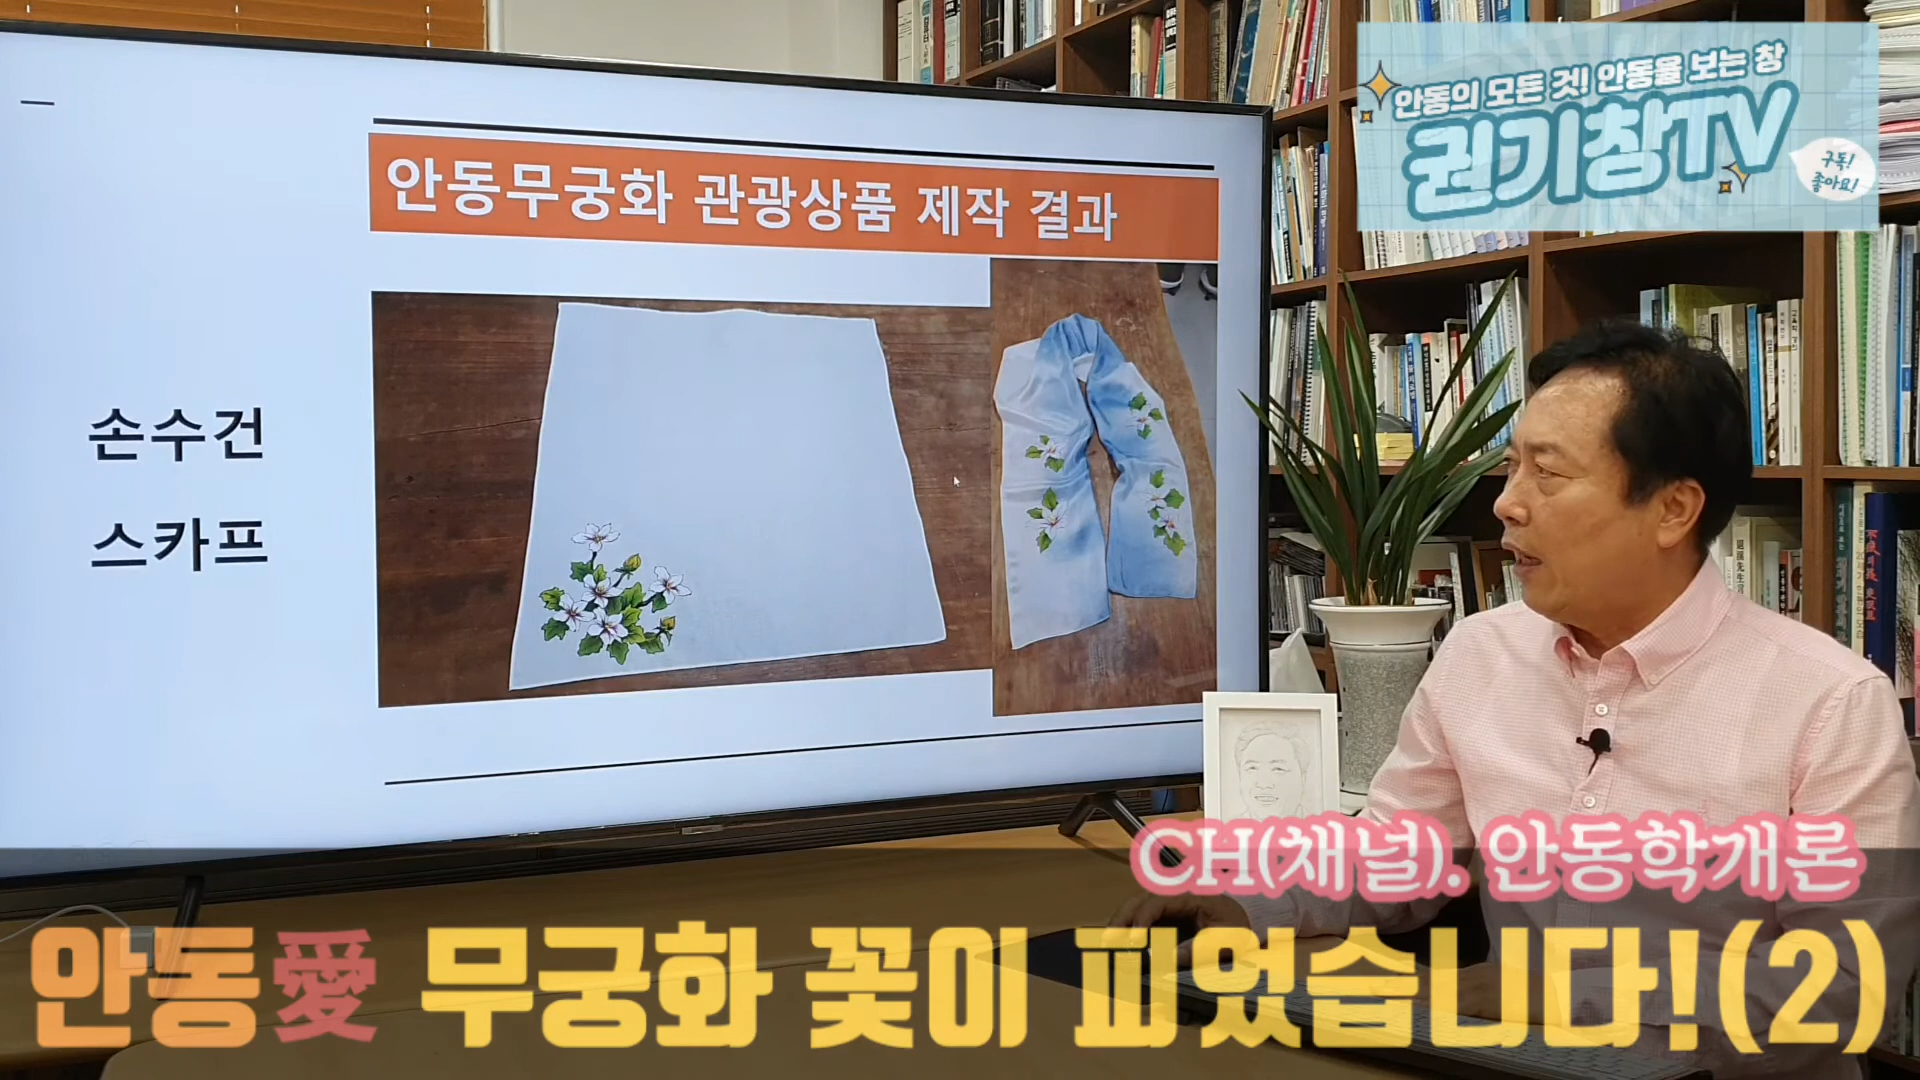 안동의 모든 것! 안동을 보는 창
권기창TV
구독!
좋아요!
안동무궁화 관광상품 제작 결과
손수건
스카프
CH(채널). 안동학개론
안동愛 무궁화 꽃이 피었습니다!(2)